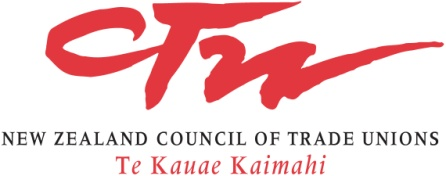 CTU
NEW ZEALAND COUNCIL OF TRADE UNIONS
Te Kauae Kaimahi